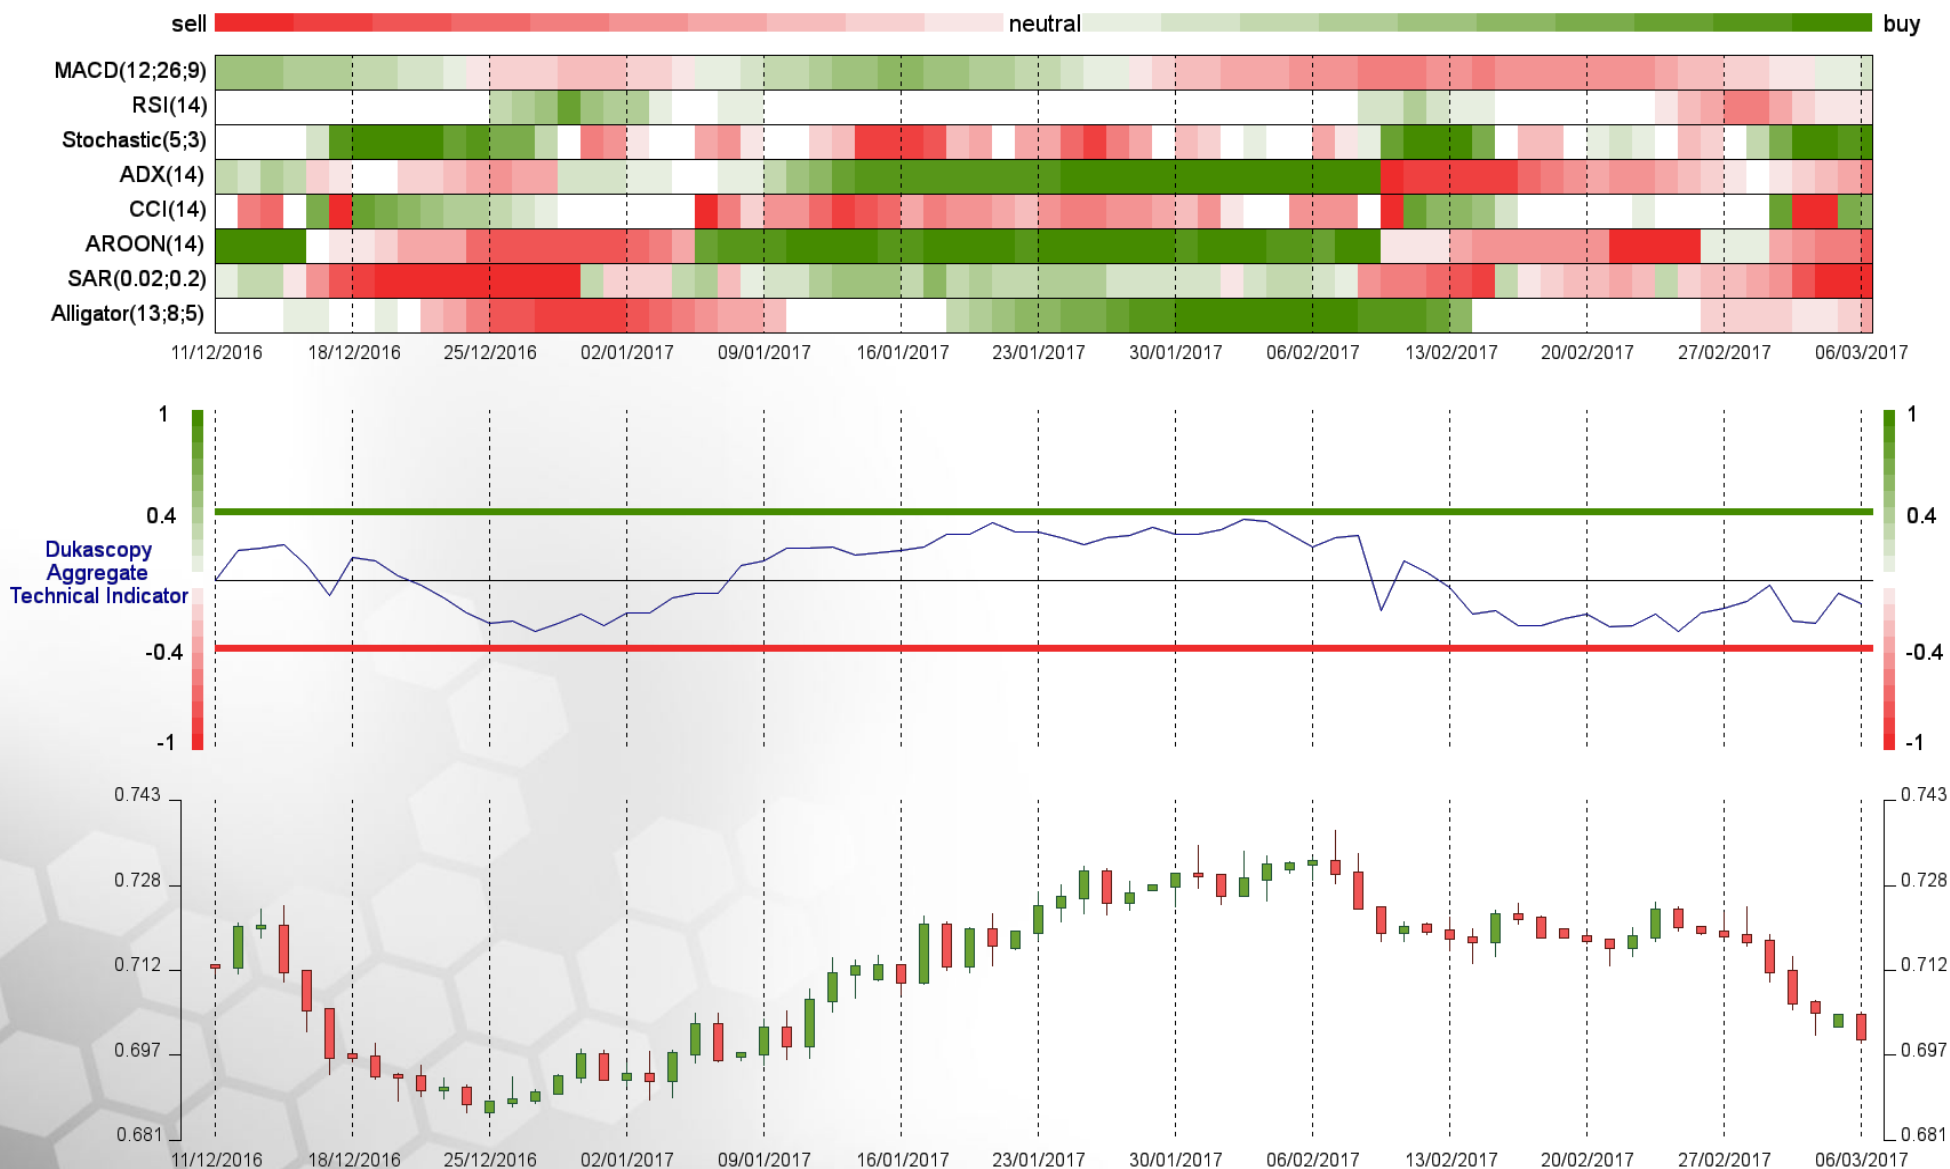 sell neutral buy
MACD(12;26;9)
RSI(14)
Stochastic(5;3)
ADX(14)
CCI(14)
AROON(14)
SAR(0.02;0.2)
Alligator(13;8;5)
11/12/2016 18/12/2016 25/12/2016 02/01/2017 09/01/2017 16/01/2017 23/01/2017 30/01/2017 06/02/2017 13/02/2017 20/02/2017 27/02/2017 06/03/2017
1 1
0.4 0.4
Dukascopy
Aggregate
Technical Indicator
-0.4 -0.4
-1 -1
0.743 0.743
0.728 0.728
0.712 0.712
0.697 0.697
0.681 0.681
11/12/2016 18/12/2016 25/12/2016 02/01/2017 09/01/2017 16/01/2017 23/01/2017 30/01/2017 06/02/2017 13/02/2017 20/02/2017 27/02/2017 06/03/2017